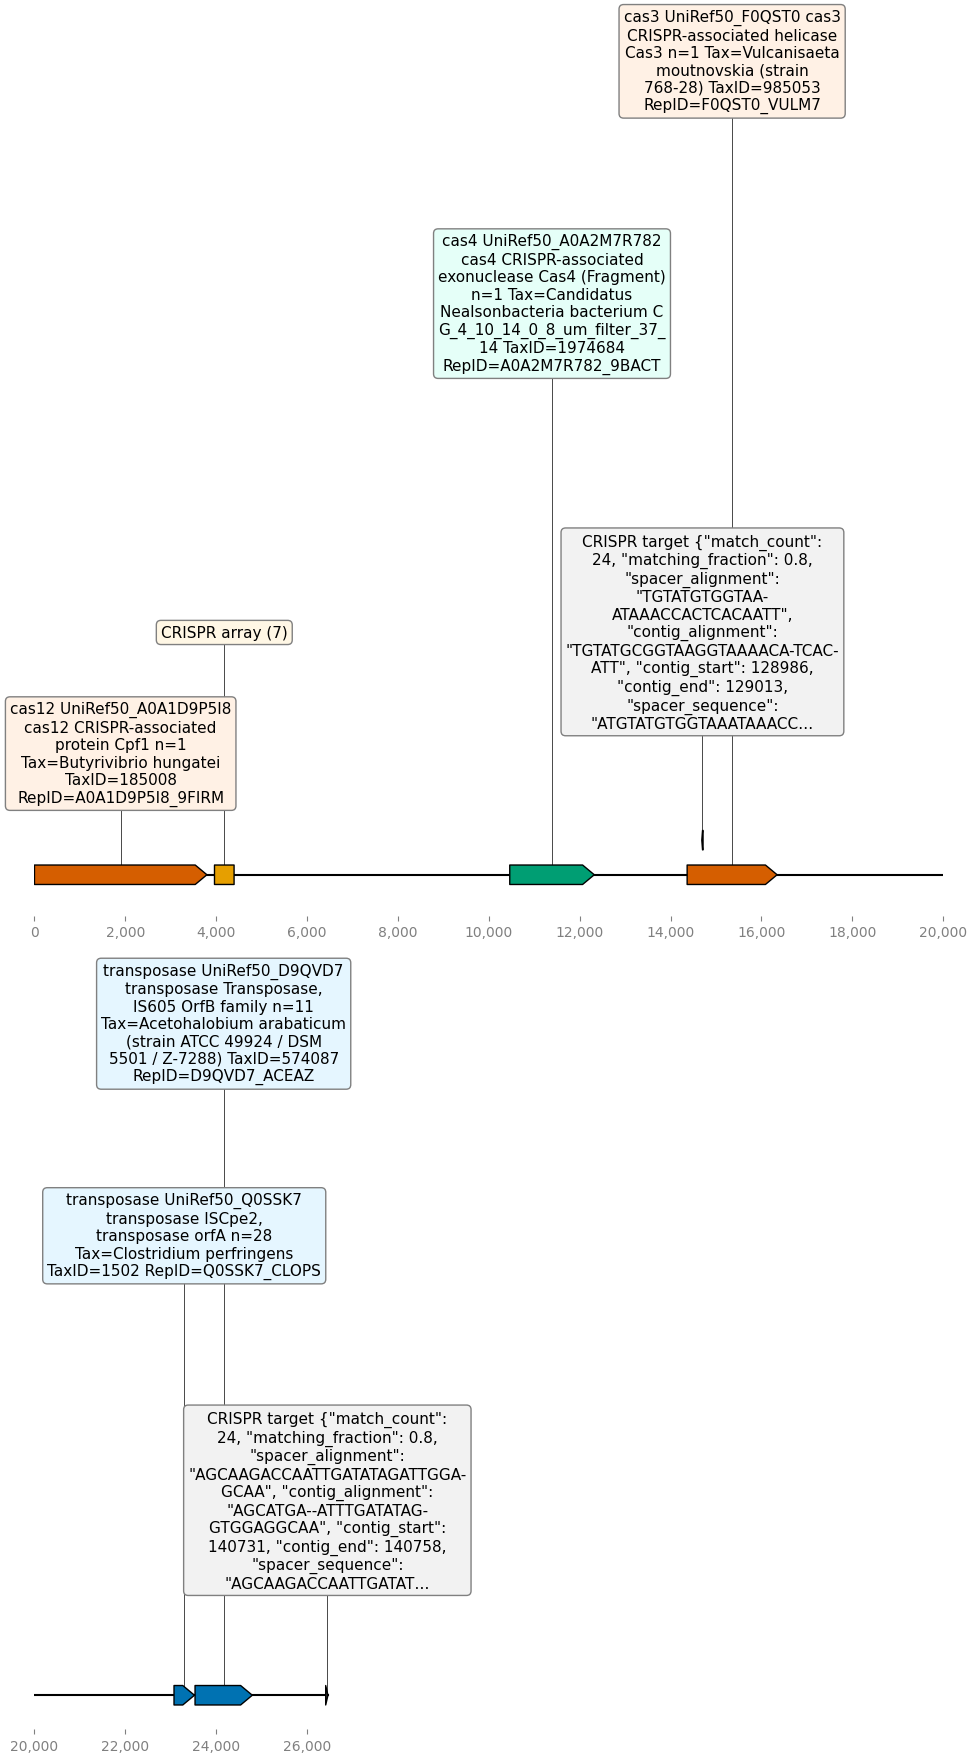 cas3 UniRef50_F0QST0 cas3
CRISPR-associated helicase
Cas3 n=1 Tax=Vulcanisaeta
moutnovskia (strain
768-28) TaxID=985053
RepID=F0QST0_VULM7
cas4 UniRef50_A0A2M7R782
cas4 CRISPR-associated
exonuclease Cas4 (Fragment)
n=1 Tax=Candidatus
Nealsonbacteria bacterium C
G_4_10_14_0_8_um_filter_37_
14 TaxID=1974684
RepID=A0A2M7R782_9BACT
CRISPR target {"match_count":
24, "matching_fraction": 0.8,
"spacer_alignment":
"TGTATGTGGTAA-
ATAAACCACTCACAATT",
"contig_alignment":
"TGTATGCGGTAAGGTAAAACA-TCAC-
ATT", "contig_start": 128986,
"contig_end": 129013,
"spacer_sequence":
"ATGTATGTGGTAAATAAACC...
CRISPR array (7)
cas12 UniRef50_A0A1D9P5I8
cas12 CRISPR-associated
protein Cpf1 n=1
Tax=Butyrivibrio hungatei
TaxID=185008
RepID=A0A1D9P5I8_9FIRM
0 2,000 4,000 6,000 8,000 10,000 12,000 14,000 16,000 18,000 20,000
transposase UniRef50_D9QVD7
transposase Transposase,
IS605 OrfB family n=11
Tax=Acetohalobium arabaticum
(strain ATCC 49924 / DSM
5501 / Z-7288) TaxID=574087
RepID=D9QVD7_ACEAZ
transposase UniRef50_Q0SSK7
transposase ISCpe2,
transposase orfA n=28
Tax=Clostridium perfringens
TaxID=1502 RepID=Q0SSK7_CLOPS
CRISPR target {"match_count":
24, "matching_fraction": 0.8,
"spacer_alignment":
"AGCAAGACCAATTGATATAGATTGGA-
GCAA", "contig_alignment":
"AGCATGA--ATTTGATATAG-
GTGGAGGCAA", "contig_start":
140731, "contig_end": 140758,
"spacer_sequence":
"AGCAAGACCAATTGATAT...
20,000 22,000 24,000 26,000